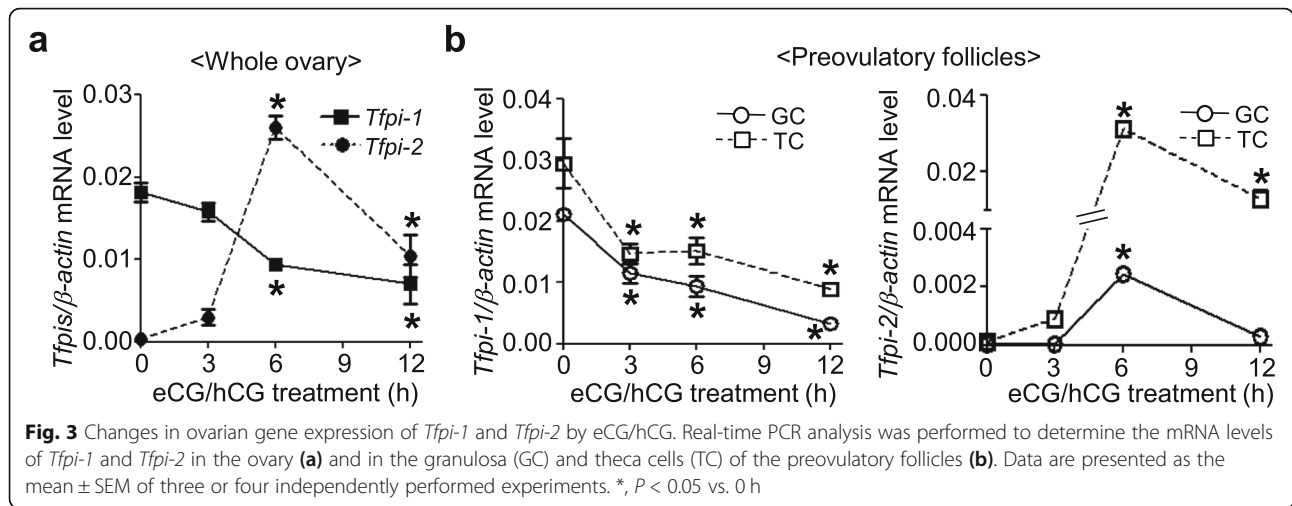 a
<Whole ovary>
Tfpis/β-actin mRNA level
0.03
0.02
0.01
0.00
* 
*
*
*
Tfpi-1
Tfpi-2
0 3 6 9 12
eCG/hCG treatment (h)
b
<Preovulatory follicles>
Tfpi-1/β-actin mRNA level
0.04
0.03
0.02
0.01
0.00
GC
TC
* *
*
* *
*
0 3 6 9 12
eCG/hCG treatment (h)
Tfpi-2/β-actin mRNA level
0.04
0.02
0.004
0.002
0.000
GC
TC
*
*
*
0 3 6 9 12
eCG/hCG treatment (h)
Fig. 3 Changes in ovarian gene expression of Tfpi-1 and Tfpi-2 by eCG/hCG. Real-time PCR analysis was performed to determine the mRNA levels
of Tfpi-1 and Tfpi-2 in the ovary (a) and in the granulosa (GC) and theca cells (TC) of the preovulatory follicles (b). Data are presented as the
mean ± SEM of three or four independently performed experiments. *, P < 0.05 vs. 0 h